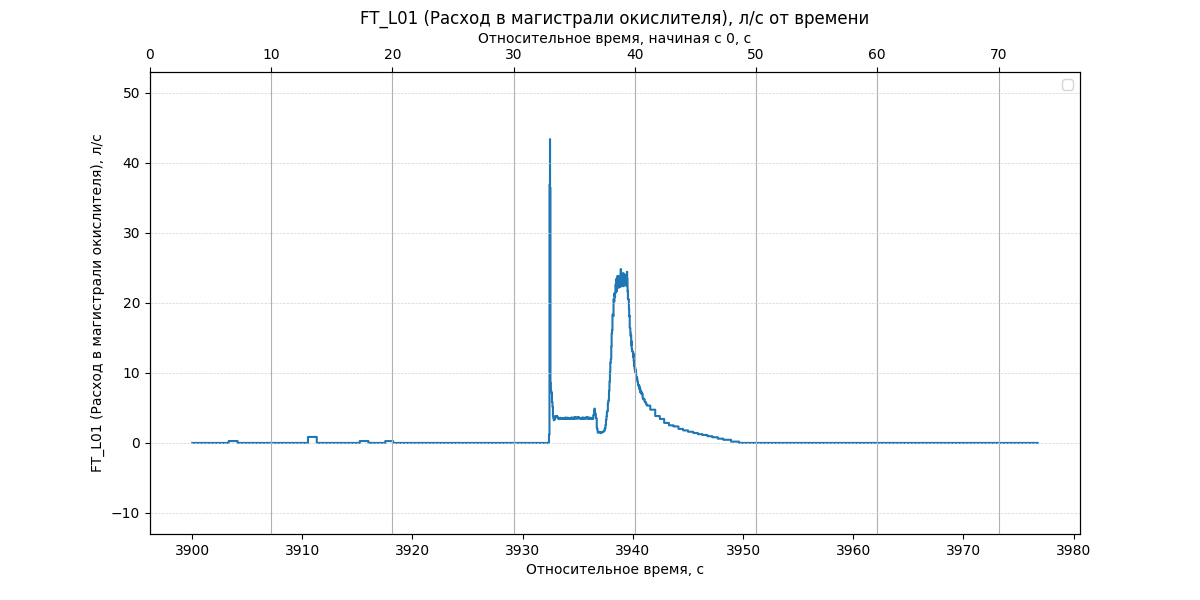 FT_L01 (Расход в магистрали окислителя), л/с от времени
Относительное время, начиная с 0, с
0 10 20 30 40 50 60 70
50
40
30
20
10
0
−10
FT_L01 (Расход в магистрали окислителя), л/с
3900 3910 3920 3930 3940 3950 3960 3970 3980
Относительное время, с